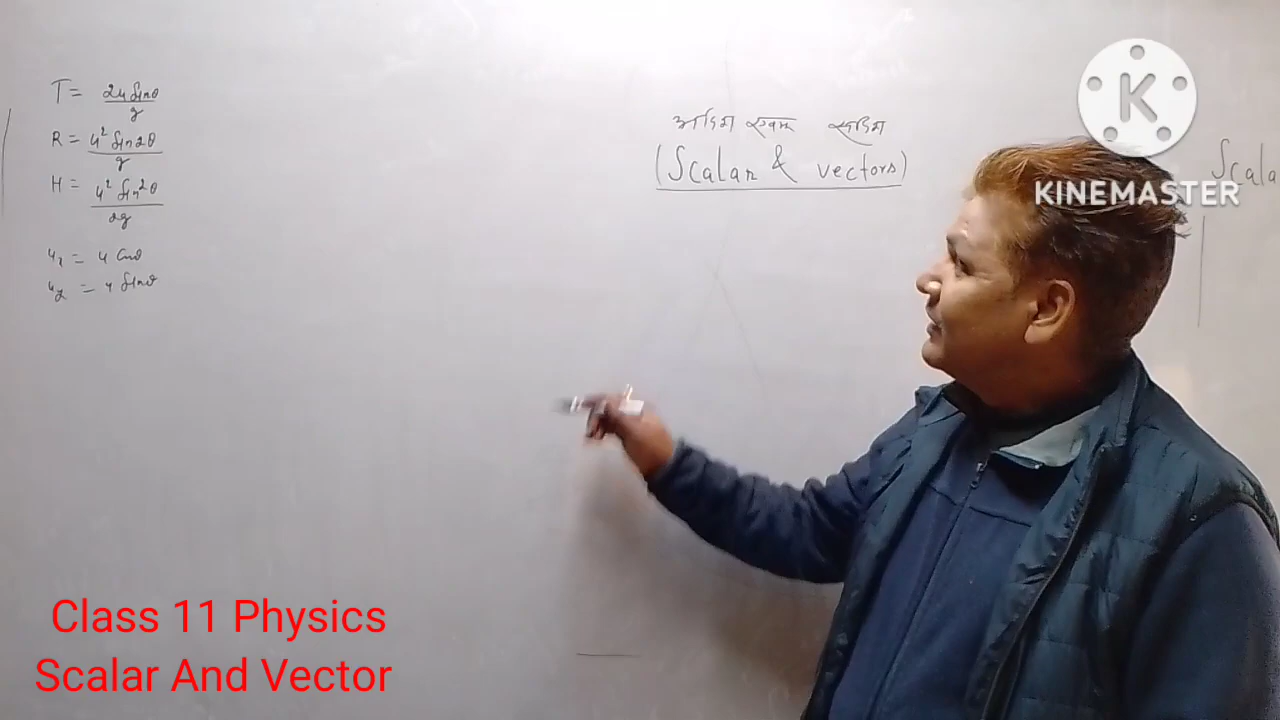 T = 2u sinθ / g
R = u² sin2θ / g
H = u² sin²θ / 2g
uₓ = u cosθ
u_y = u sinθ
अदिश एवम् सदिश
(Scalar & vectors)
Scala
K
KINEMASTER
Class 11 Physics
Scalar And Vector